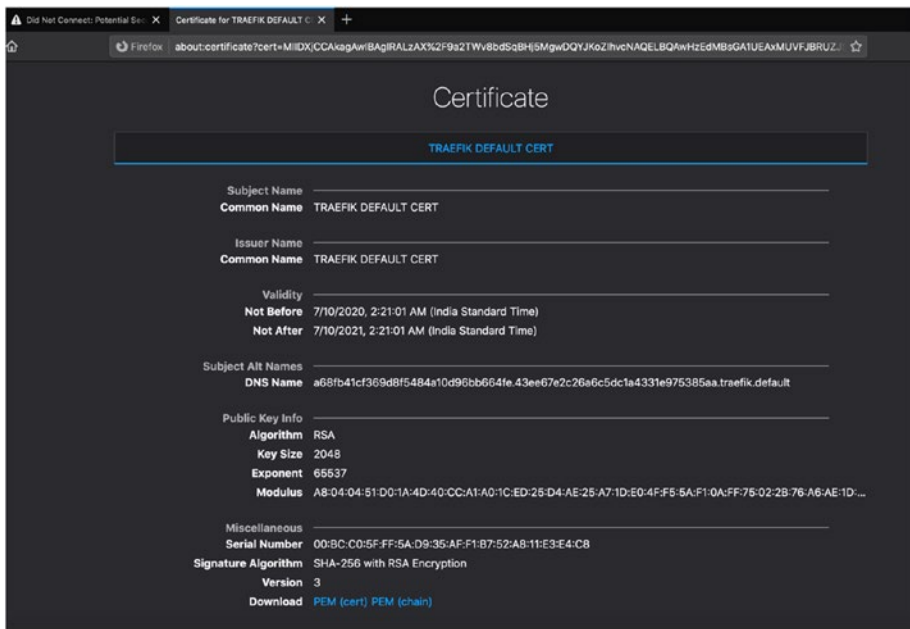 Did Not Connect: Potential Sec
Certificate for TRAEFIK DEFAULT C
Firefox about:certificate?cert=MIIDXjCCAkagAwIBAgIRALzAX%2F9a2TWv8bdSqBHj5MgwDQYJKoZIhvcNAQELBQAwHzEdMBsGA1UEAxMUVFJBRUZJ
Certificate
TRAEFIK DEFAULT CERT
Subject Name
Common Name TRAEFIK DEFAULT CERT
Issuer Name
Common Name TRAEFIK DEFAULT CERT
Validity
Not Before 7/10/2020, 2:21:01 AM (India Standard Time)
Not After 7/10/2021, 2:21:01 AM (India Standard Time)
Subject Alt Names
DNS Name a68fb41cf369d8f5484a10d96bb664fe.43ee67e2c26a6c5dc1a4331e975385aa.traefik.default
Public Key Info
Algorithm RSA
Key Size 2048
Exponent 65537
Modulus A8:04:04:51:D0:1A:4D:40:CC:A1:A0:1C:ED:25:D4:AE:25:A7:1D:E0:4F:F5:5A:F1:0A:FF:75:02:2B:76:A6:AE:1D:...
Miscellaneous
Serial Number 00:BC:C0:5F:FF:5A:D9:35:AF:F1:B7:52:A8:11:E3:E4:C8
Signature Algorithm SHA-256 with RSA Encryption
Version 3
Download PEM (cert) PEM (chain)